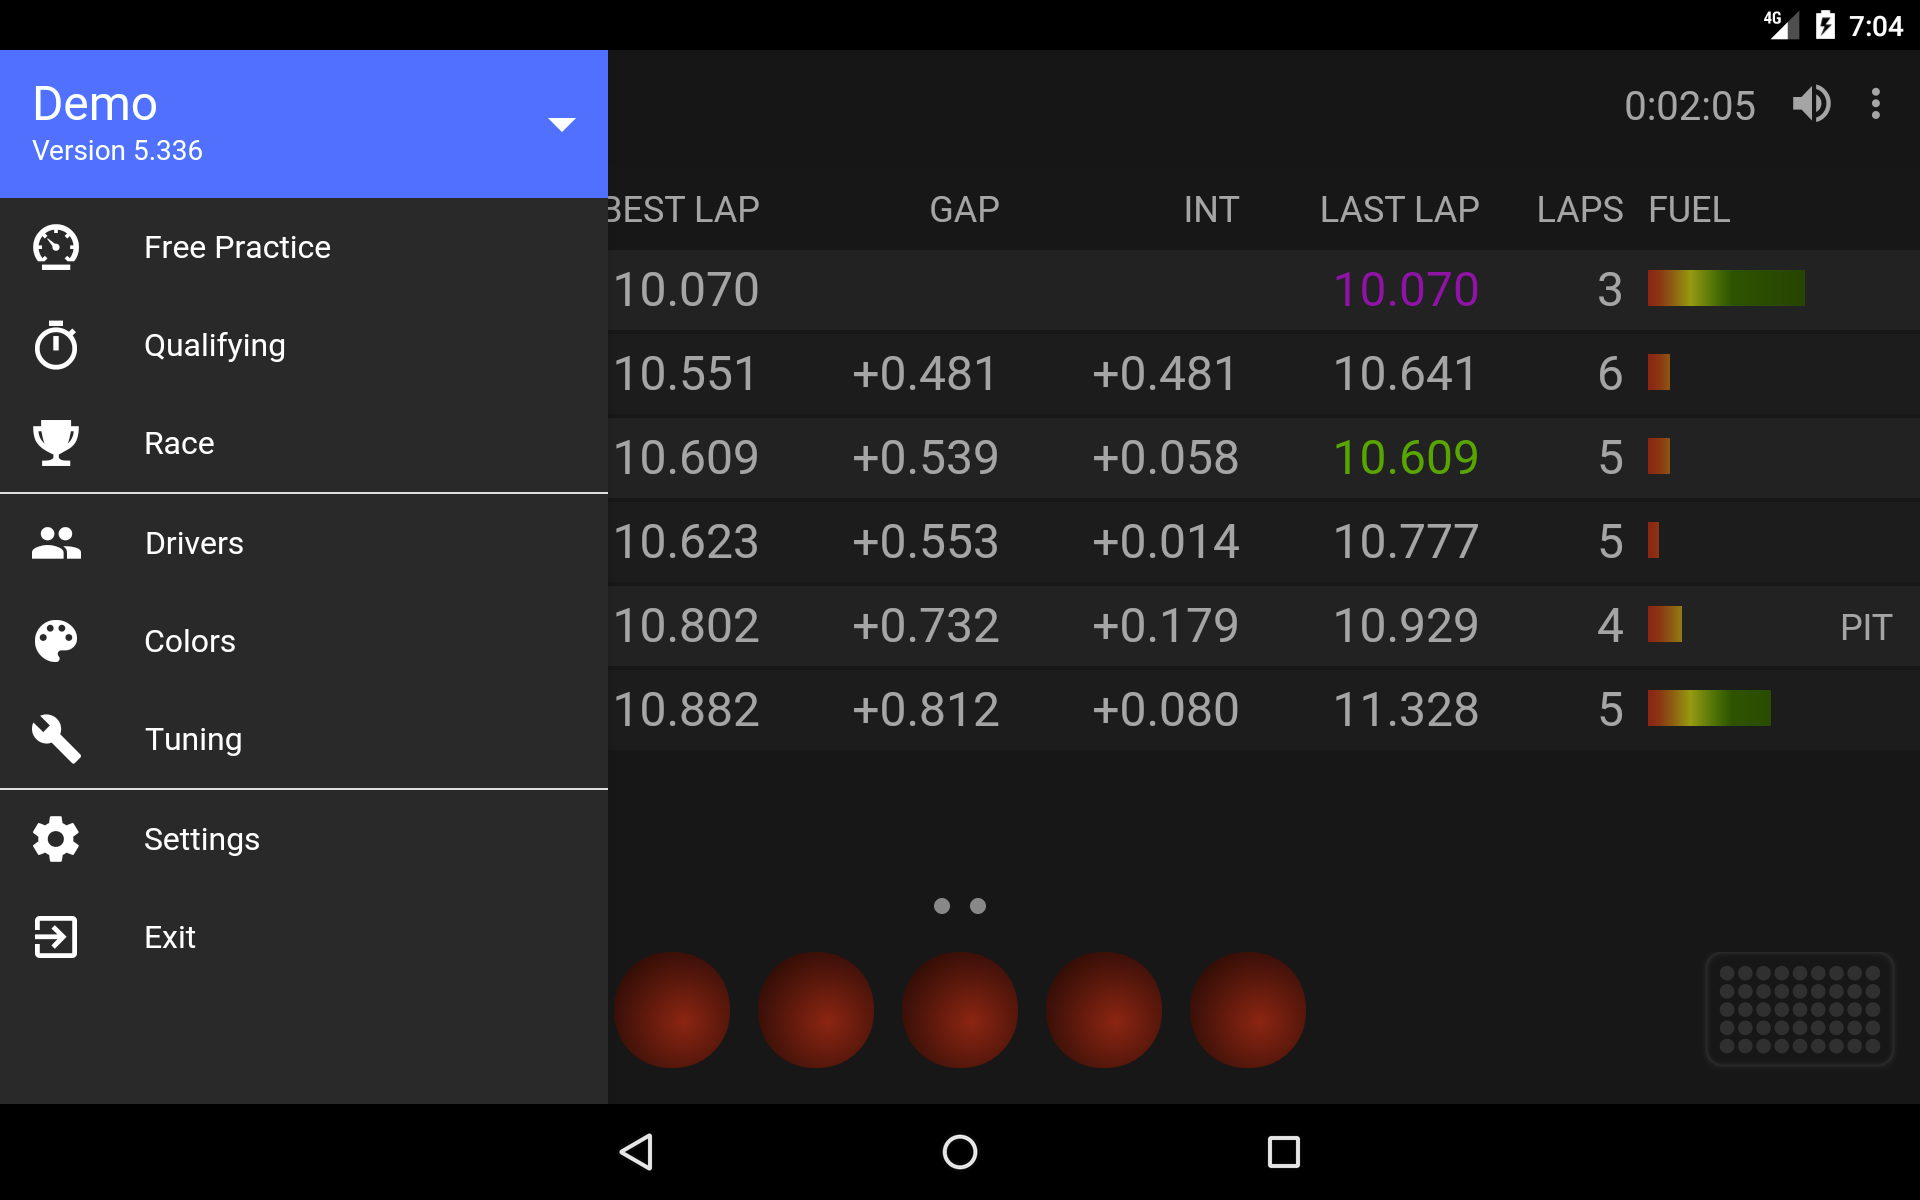 4G 7:04
Demo
Version 5.336
0:02:05
Free Practice
Qualifying
Race
Drivers
Colors
Tuning
Settings
Exit
BEST LAP GAP INT LAST LAP LAPS FUEL
10.070 10.070 3
10.551 +0.481 +0.481 10.641 6
10.609 +0.539 +0.058 10.609 5
10.623 +0.553 +0.014 10.777 5
10.802 +0.732 +0.179 10.929 4 PIT
10.882 +0.812 +0.080 11.328 5